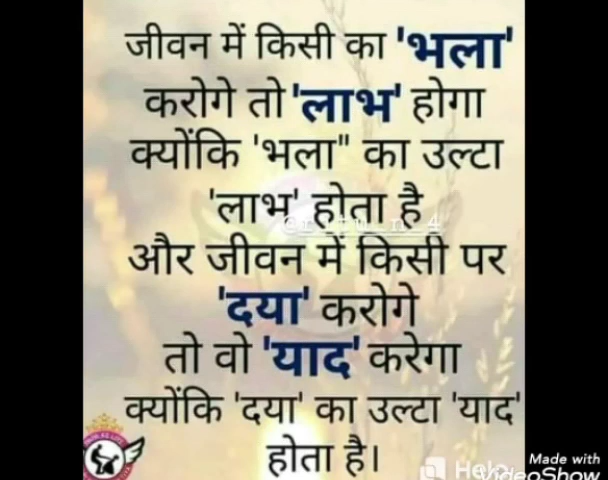 जीवन में किसी का 'भला'
करोगे तो 'लाभ' होगा
क्योंकि 'भला" का उल्टा
'लाभ' होता है
और जीवन में किसी पर
'दया' करोगे
तो वो 'याद' करेगा
क्योंकि 'दया' का उल्टा 'याद'
होता है।
Made with
VideoShow